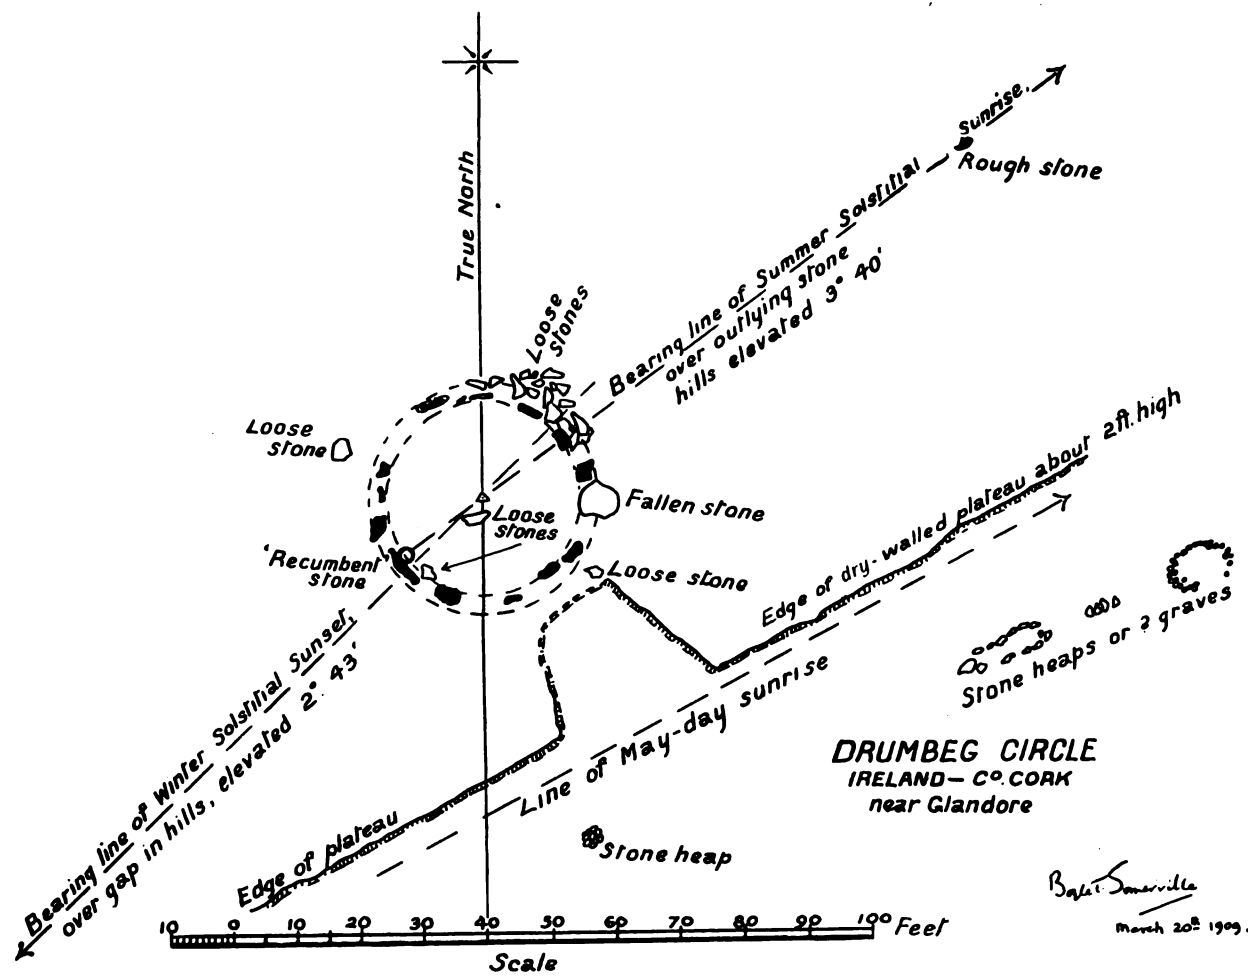 True North
sunrise.
Rough stone
Bearing line of Summer Solstitial
over outlying stone
hills elevated 3° 40'
Loose
stones
Loose
stone
Fallen stone
Loose
stones
'Recumbent'
stone
Loose stone
Edge of dry-walled plateau about 2ft. high
Stone heaps or ? graves
Line of May-day sunrise
Bearing line of Winter Solstitial Sunset,
over gap in hills, elevated 2° 43'
Edge of plateau
Stone heap
DRUMBEG CIRCLE
IRELAND — Co. CORK
near Glandore
Boyle Somerville
March 20th 1909.
10 0 10 20 30 40 50 60 70 80 90 100 Feet
Scale